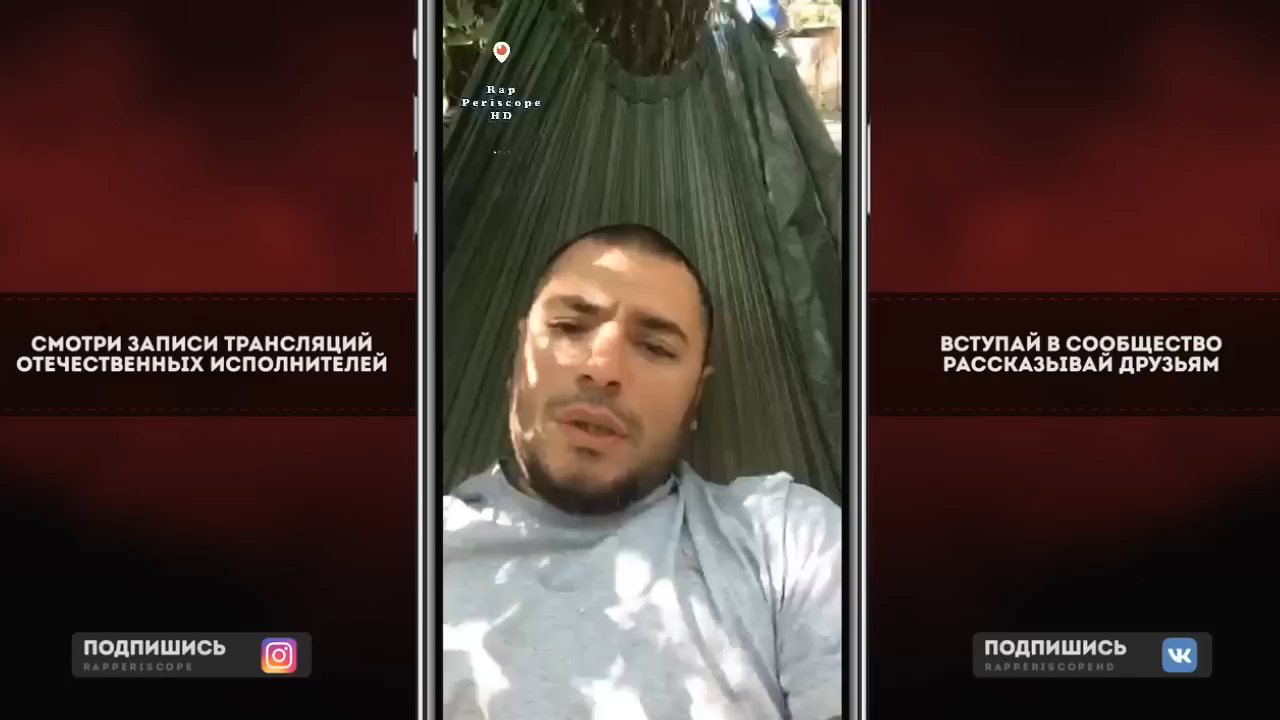 Rap
Periscope
HD
СМОТРИ ЗАПИСИ ТРАНСЛЯЦИЙ
ОТЕЧЕСТВЕННЫХ ИСПОЛНИТЕЛЕЙ
ВСТУПАЙ В СООБЩЕСТВО
РАССКАЗЫВАЙ ДРУЗЬЯМ
ПОДПИШИСЬ
RAPPERISCOPE
ПОДПИШИСЬ
RAPPERISCOPEHD